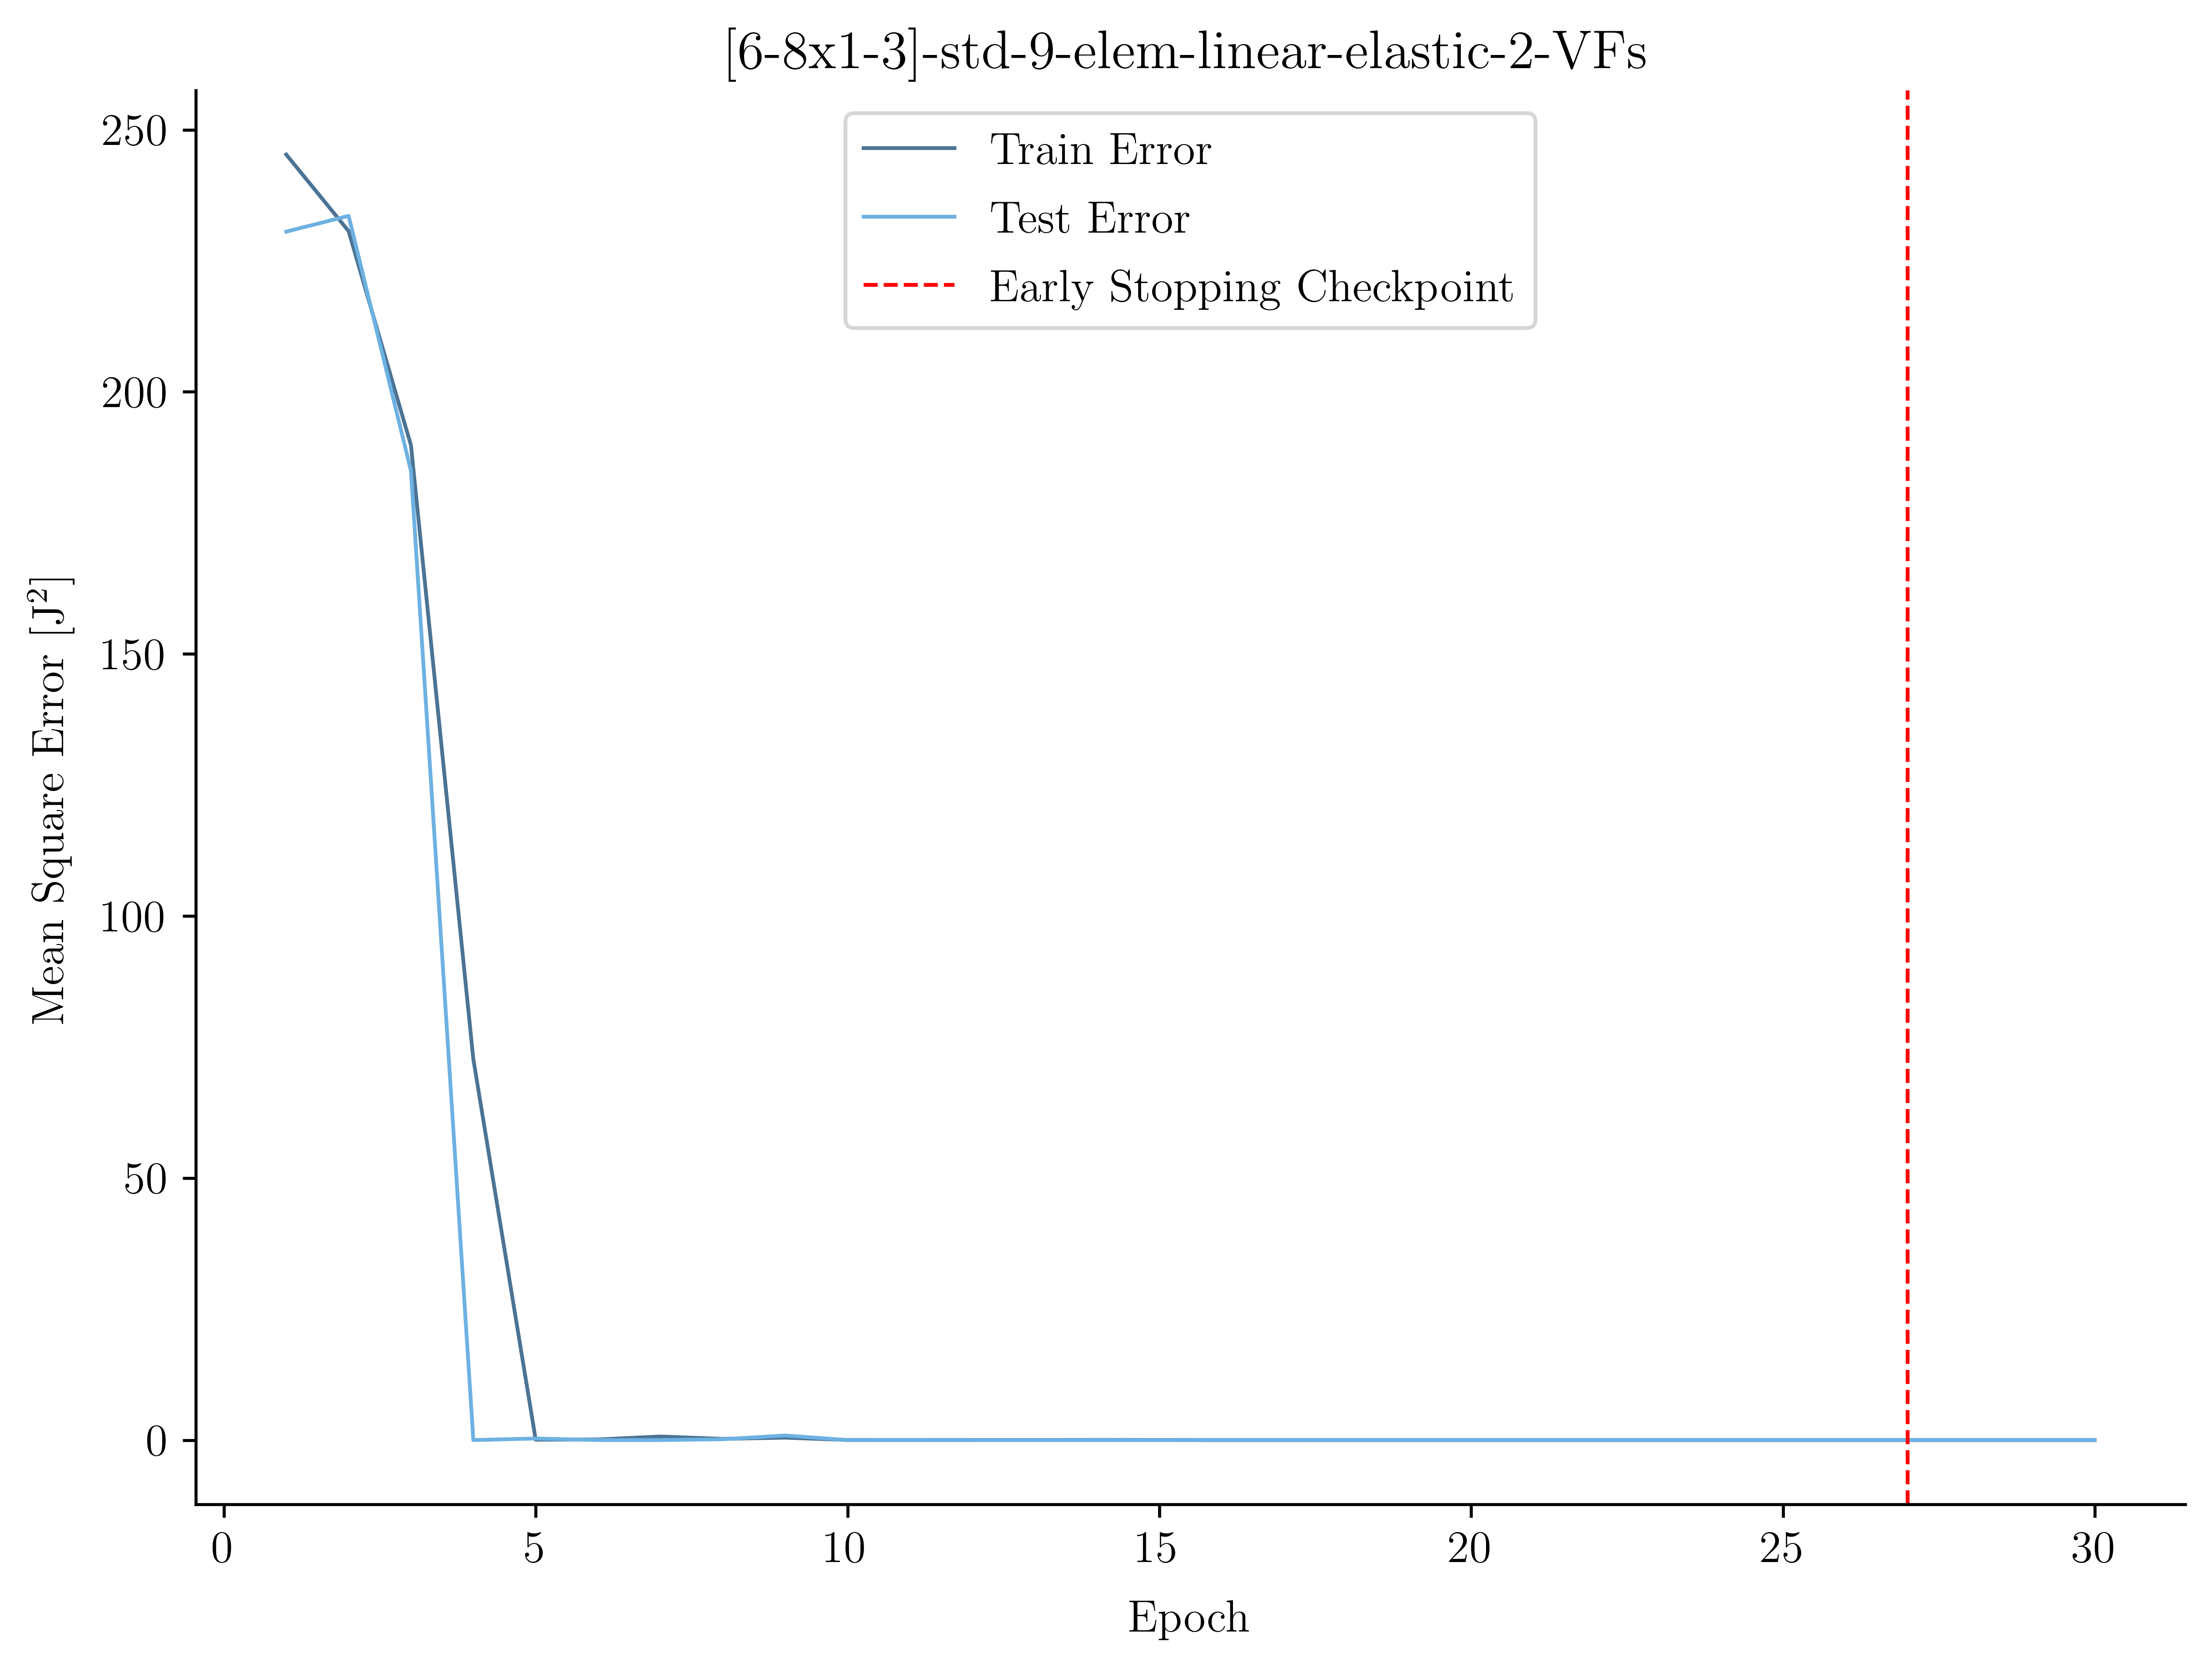 [6-8x1-3]-std-9-elem-linear-elastic-2-VFs
Train Error
Test Error
Early Stopping Checkpoint
Mean Square Error [J²]
250
200
150
100
50
0
0 5 10 15 20 25 30
Epoch